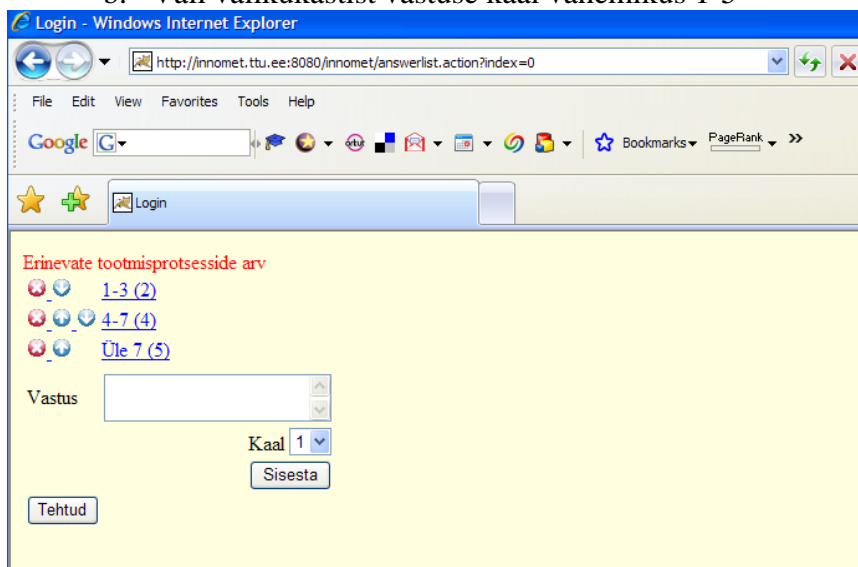 b. Vali valikukastist vastuse kaal vahemikus 1-5
Login - Windows Internet Explorer
http://innomet.ttu.ee:8080/innomet/answerlist.action?index=0
File Edit View Favorites Tools Help
Google G Bookmarks PageRank »
Login
Erinevate tootmisprotsesside arv
1-3 (2)
4-7 (4)
Üle 7 (5)
Vastus
Kaal 1
Sisesta
Tehtud